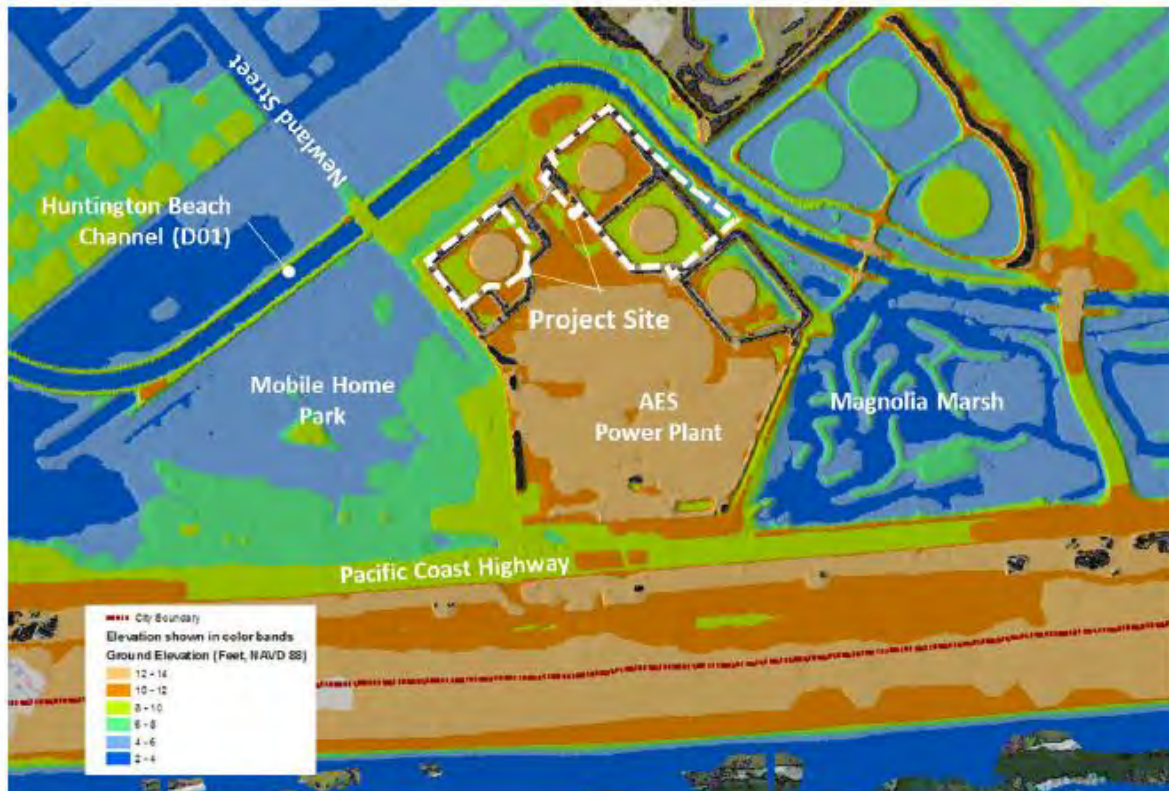 Newland Street
Huntington Beach
Channel (D01)
Project Site
Mobile Home
Park
AES
Power Plant
Magnolia Marsh
Pacific Coast Highway
City Boundary
Elevation shown in color bands
Ground Elevation (Feet, NAVD 88)
12 - 14
10 - 12
8 - 10
6 - 8
4 - 6
2 - 4